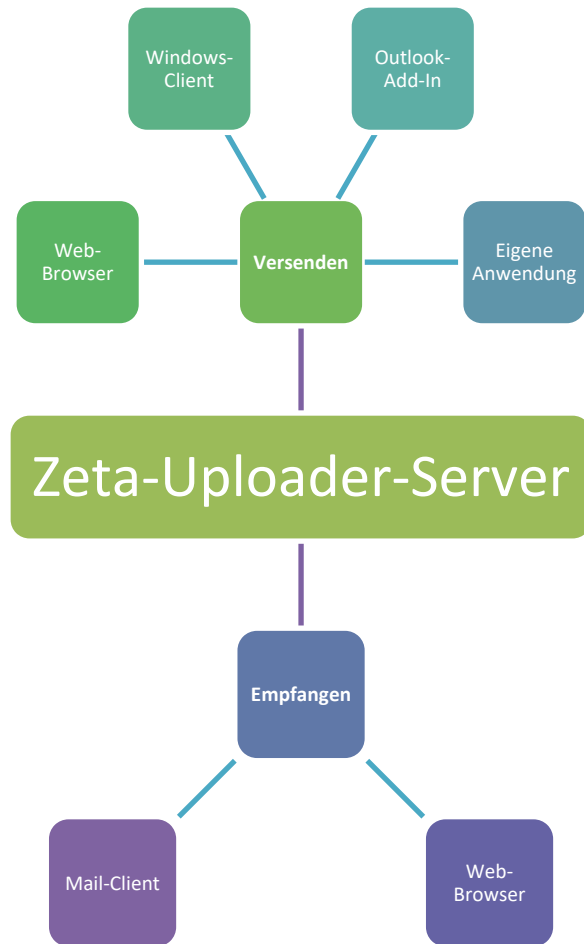 Windows-
Client
Outlook-
Add-In
Web-
Browser
Versenden
Eigene
Anwendung
Zeta-Uploader-Server
Empfangen
Mail-Client
Web-
Browser